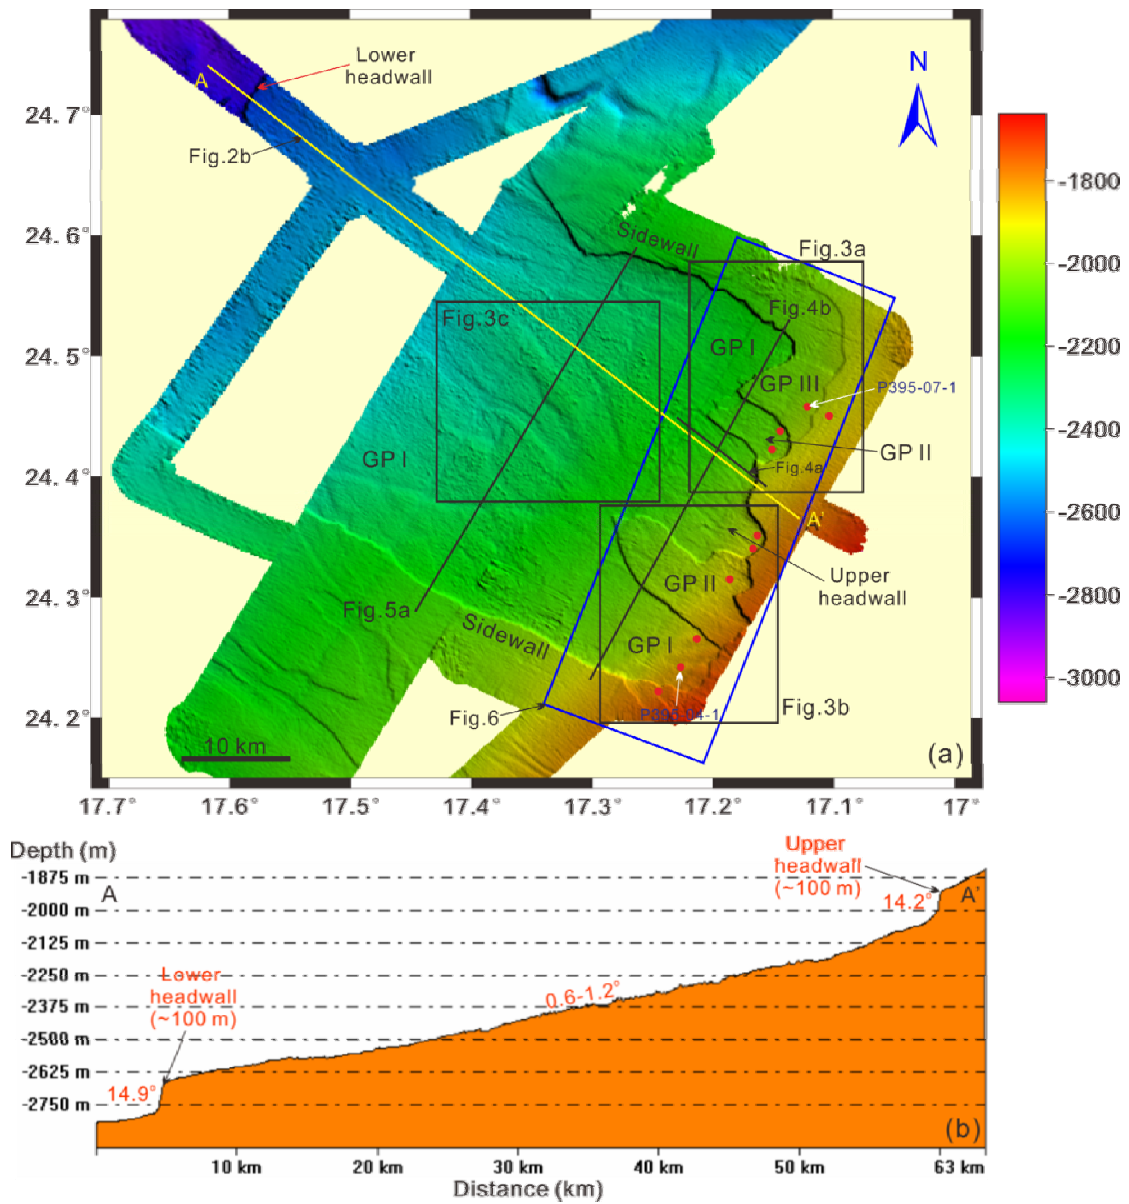 Lower
headwall
N
24.7°
A
-1800
Fig.2b
24.6°
Sidewall
Fig.3a
-2000
Fig.4b
Fig.3c
24.5°
GP I
-2200
GP III
P395-07-1
-2400
GP I
GP II
24.4°
Fig.4a
A'
-2600
GP II
Upper
headwall
24.3°
Fig.5a
-2800
Sidewall
GP I
-3000
24.2°
Fig.6
P395-04-1
Fig.3b
10 km
(a)
17.7° 17.6° 17.5° 17.4° 17.3° 17.2° 17.1° 17°
Depth (m)
Upper
headwall
(~100 m)
-1875 m
A
A'
14.2°
-2000 m
-2125 m
-2250 m
Lower
headwall
(~100 m)
-2375 m
0.6-1.2°
-2500 m
-2625 m
14.9°
-2750 m
(b)
10 km 20 km 30 km 40 km 50 km 63 km
Distance (km)